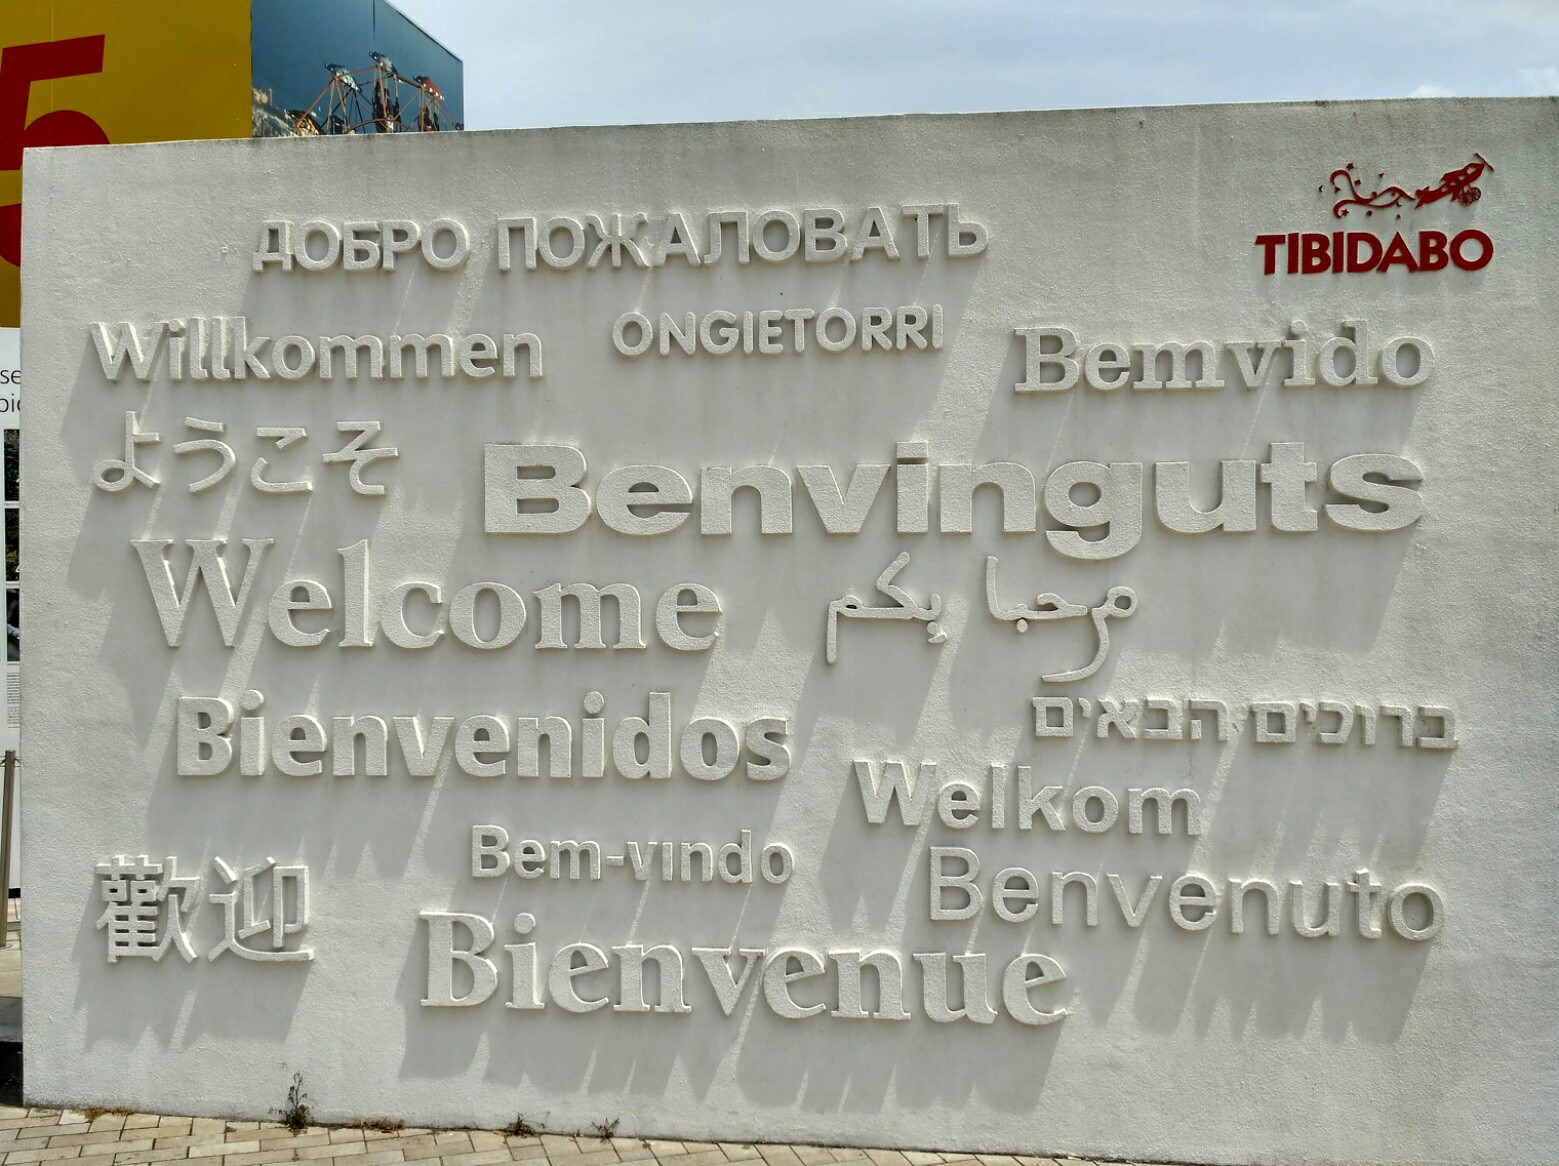 5
TIBIDABO
ДОБРО ПОЖАЛОВАТЬ
Willkommen
ONGIETORRI
Bemvido
ようこそ
Benvinguts
Welcome
مرحبا بكم
Bienvenidos
ברוכים הבאים
Welkom
Bem-vindo
Benvenuto
歡迎
Bienvenue